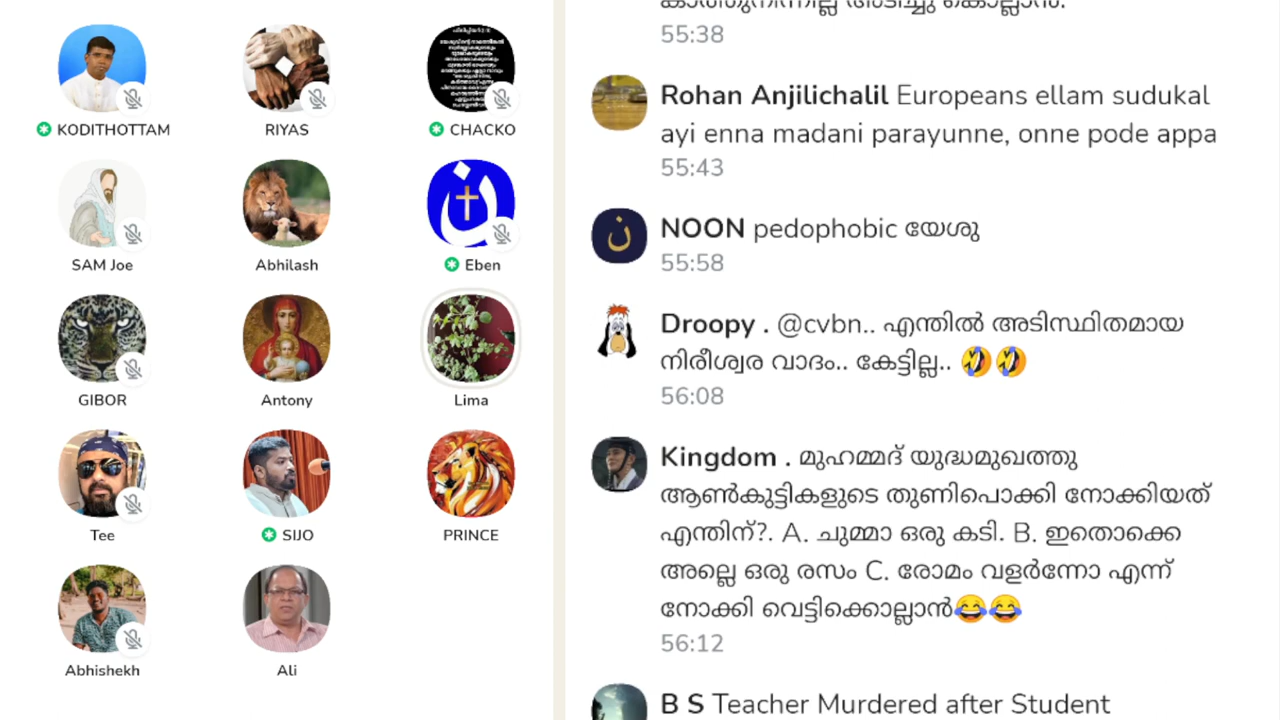 KODITHOTTAM
RIYAS
CHACKO
SAM Joe
Abhilash
Eben
GIBOR
Antony
Lima
Tee
SIJO
PRINCE
Abhishekh
Ali
55:38
Rohan Anjilichalil Europeans ellam sudukal
ayi enna madani parayunne, onne pode appa
55:43
NOON pedophobic യേശു
55:58
Droopy . @cvbn.. എന്തിൽ അടിസ്ഥിതമായ
നിരീശ്വര വാദം.. കേട്ടില്ല.. 🤣🤣
56:08
Kingdom . മുഹമ്മദ് യുദ്ധമുഖത്തു
ആൺകുട്ടികളുടെ തുണിപൊക്കി നോക്കിയത്
എന്തിന്?. A. ചുമ്മാ ഒരു കടി. B. ഇതൊക്കെ
അല്ലെ ഒരു രസം C. രോമം വളർന്നോ എന്ന്
നോക്കി വെട്ടിക്കൊല്ലാൻ😂😂
56:12
B S Teacher Murdered after Student